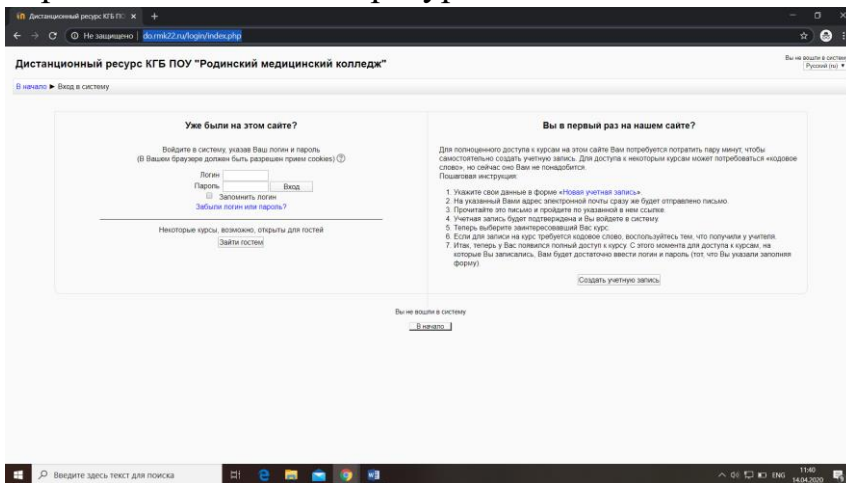 Дистанционный ресурс КГБ ПО
Не защищено | do.rmk22.ru/login/index.php
Дистанционный ресурс КГБ ПОУ "Родинский медицинский колледж"
Вы не вошли в систему
Русский (ru)
В начало ► Вход в систему
Уже были на этом сайте?
Войдите в систему, указав Ваш логин и пароль
(В Вашем браузере должен быть разрешен прием cookies)
Логин
Пароль
Вход
Запомнить логин
Забыли логин или пароль?
Некоторые курсы, возможно, открыты для гостей
Зайти гостем
Вы в первый раз на нашем сайте?
Для полноценного доступа к курсам на этом сайте Вам потребуется потратить пару минут, чтобы
самостоятельно создать учетную запись. Для доступа к некоторым курсам может потребоваться «кодовое
слово», но сейчас оно Вам не понадобится.
Пошаговая инструкция:
1. Укажите свои данные в форме «Новая учетная запись».
2. На указанный Вами адрес электронной почты сразу же будет отправлено письмо.
3. Прочитайте это письмо и пройдите по указанной в нем ссылке.
4. Учетная запись будет подтверждена и Вы войдете в систему.
5. Теперь выберите заинтересовавший Вас курс.
6. Если для записи на курс требуется кодовое слово, воспользуйтесь тем, что получили у учителя.
7. Итак, теперь у Вас появился полный доступ к курсу. С этого момента для доступа к курсам, на
которые Вы записались, Вам будет достаточно ввести логин и пароль (тот, что Вы указали заполняя
форму)
Создать учетную запись
Вы не вошли в систему
В начало
Введите здесь текст для поиска
ENG
11:40
14.04.2020